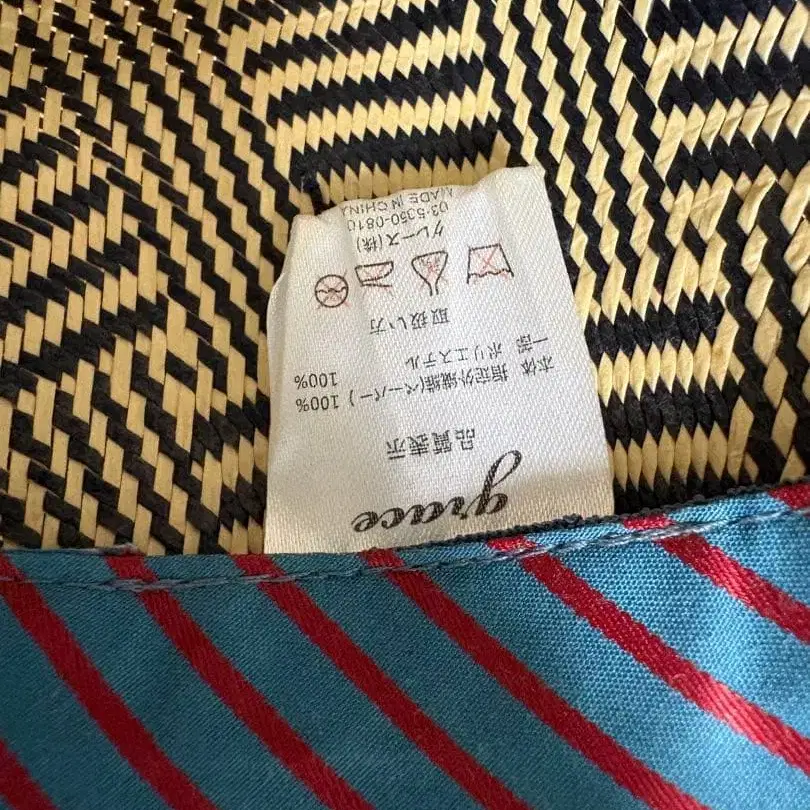 grace
品質表示
本体 指定外繊維(ペーパー) 100%
一部 ポリエステル 100%
取扱い方
グレース(株)
03-5350-0810
MADE IN CHINA